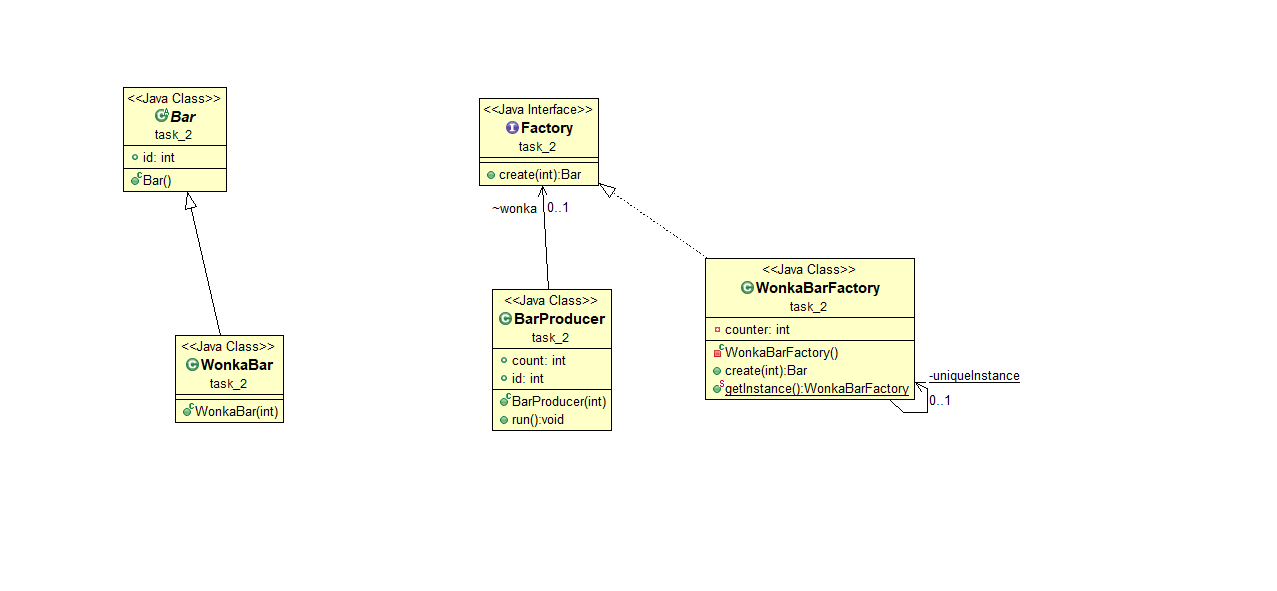 <<Java Class>>
Bar
task_2
id: int
Bar()
<<Java Class>>
WonkaBar
task_2
WonkaBar(int)
<<Java Interface>>
Factory
task_2
create(int):Bar
~wonka
0..1
<<Java Class>>
BarProducer
task_2
count: int
id: int
BarProducer(int)
run():void
<<Java Class>>
WonkaBarFactory
task_2
counter: int
WonkaBarFactory()
create(int):Bar
getInstance():WonkaBarFactory
-uniqueInstance
0..1